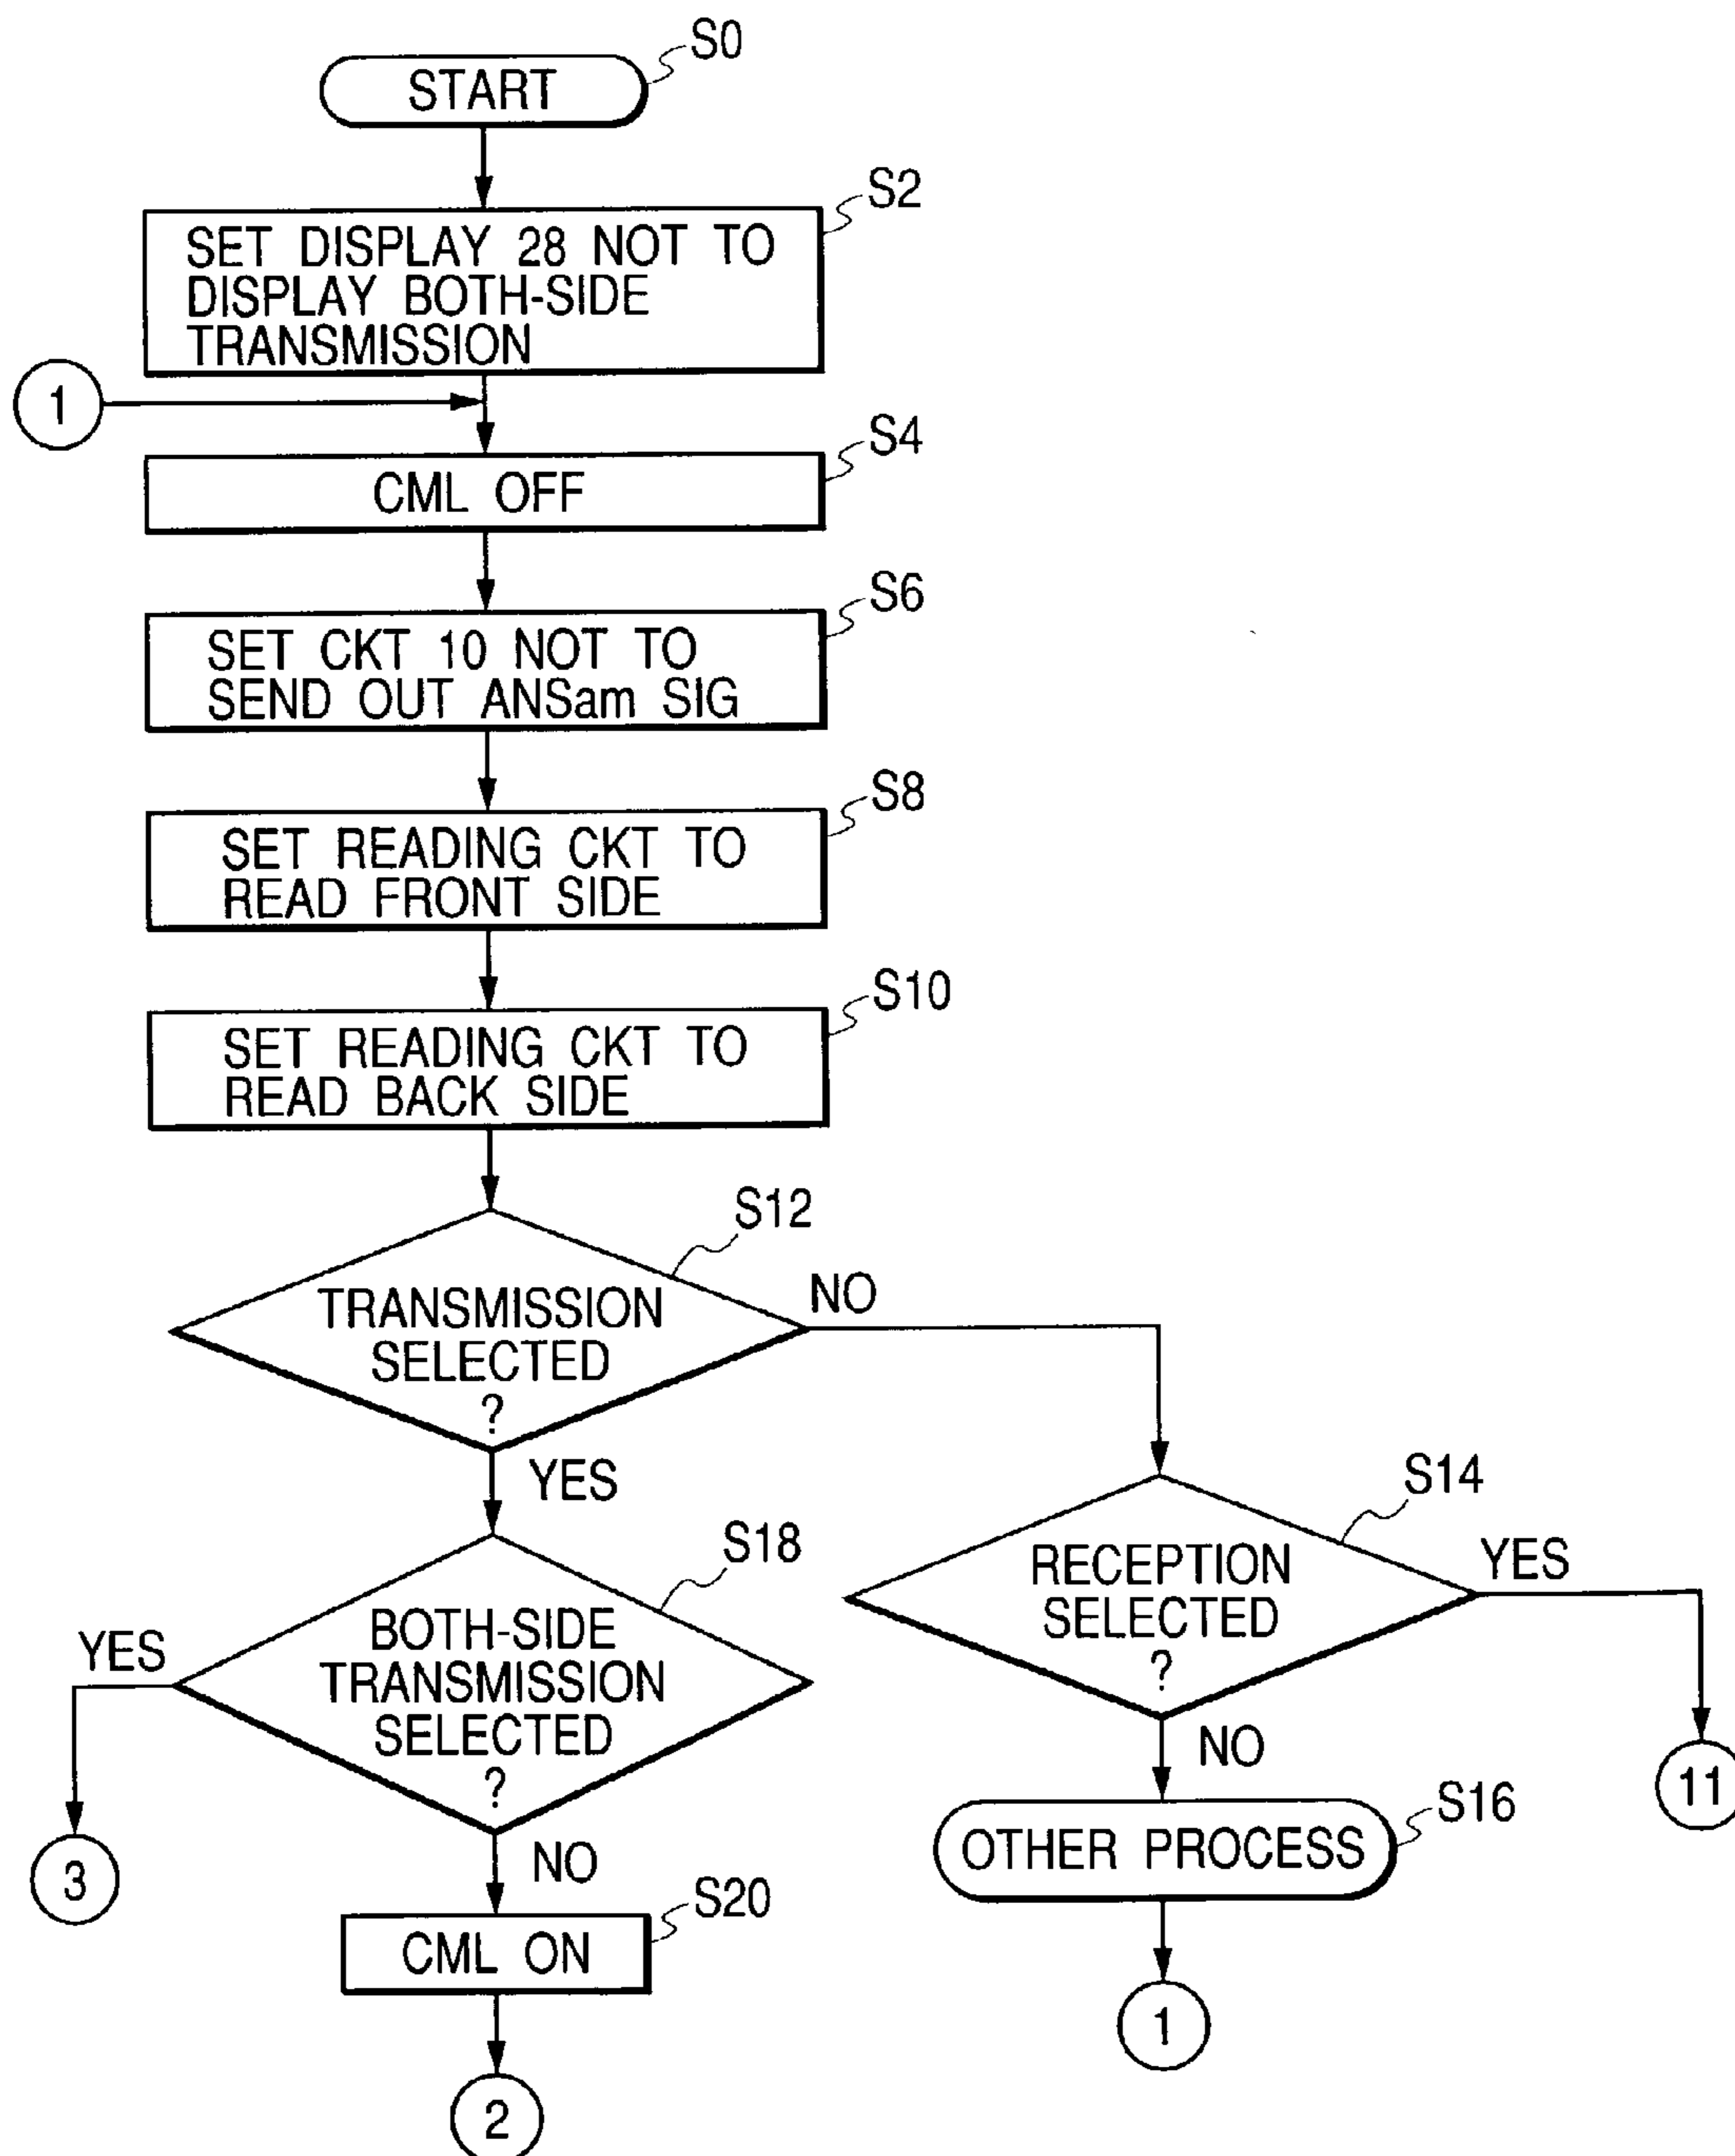 S0
START
S2
SET DISPLAY 28 NOT TO
DISPLAY BOTH-SIDE
TRANSMISSION
1
S4
CML OFF
S6
SET CKT 10 NOT TO
SEND OUT ANSam SIG
S8
SET READING CKT TO
READ FRONT SIDE
S10
SET READING CKT TO
READ BACK SIDE
S12
TRANSMISSION
SELECTED
?
NO
YES
S14
RECEPTION
SELECTED
?
YES
11
NO
S16
OTHER PROCESS
1
S18
BOTH-SIDE
TRANSMISSION
SELECTED
?
YES
3
NO
S20
CML ON
2